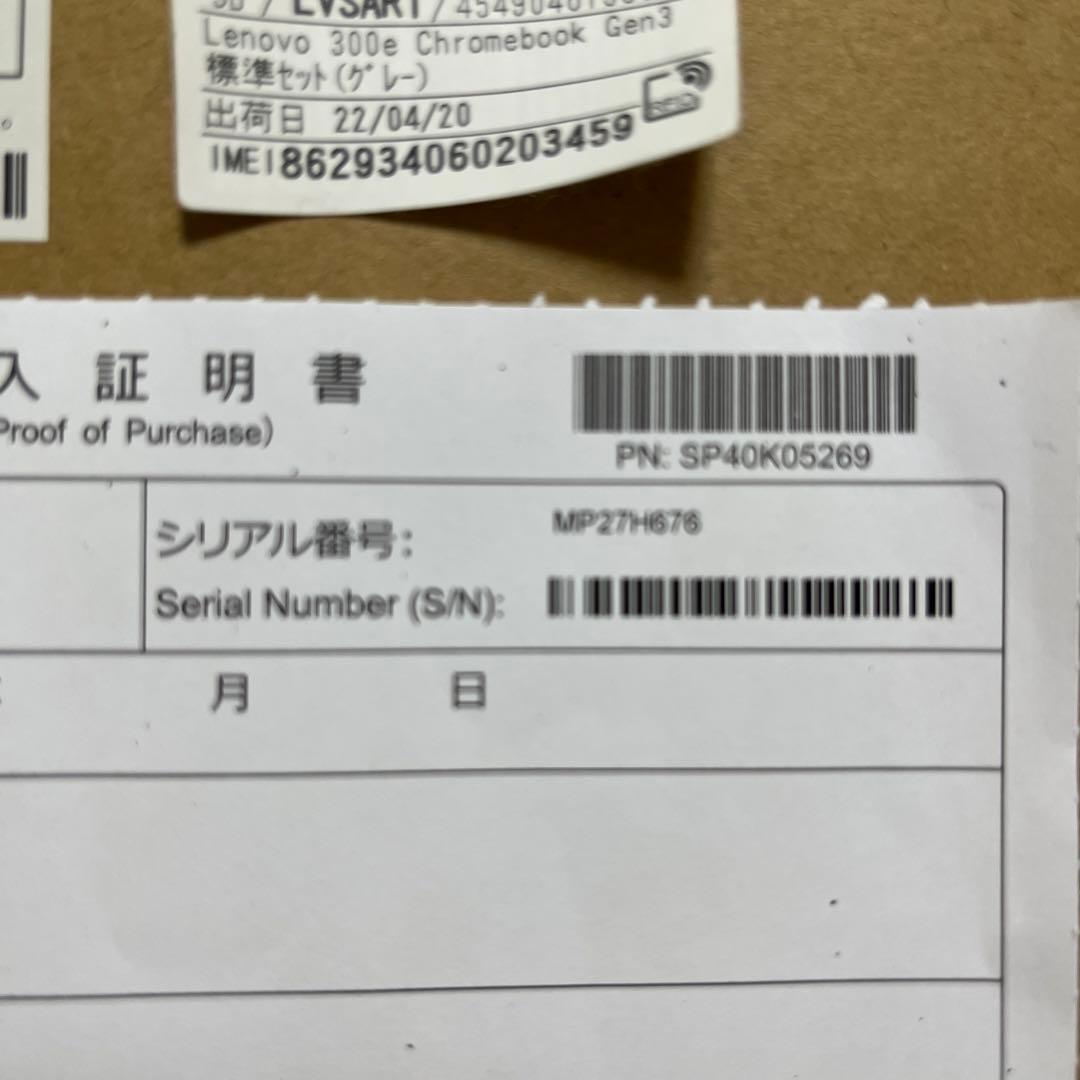 LVSAR1
Lenovo 300e Chromebook Gen3
標準セット(グレー)
出荷日 22/04/20
IMEI862934060203459
。
入証明書
Proof of Purchase)
PN: SP40K05269
シリアル番号:
MP27H676
Serial Number (S/N):
月 日